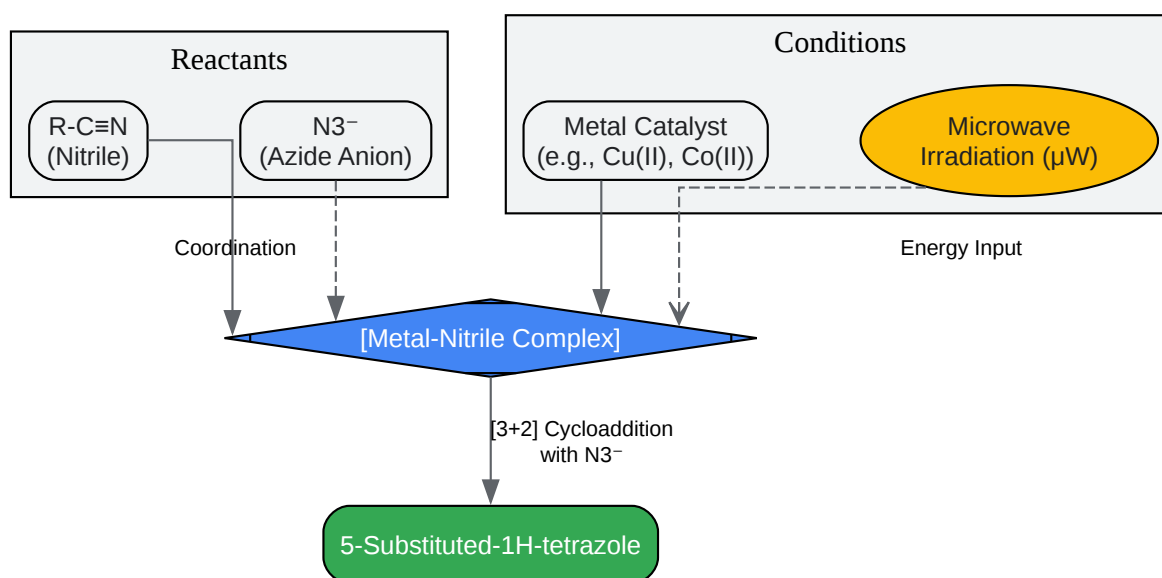 Reactants
Conditions
R-C≡N
(Nitrile)
N3⁻
(Azide Anion)
Metal Catalyst
(e.g., Cu(II), Co(II))
Microwave
Irradiation (μW)
Coordination
Energy Input
[Metal-Nitrile Complex]
[3+2] Cycloaddition
with N3⁻
5-Substituted-1H-tetrazole